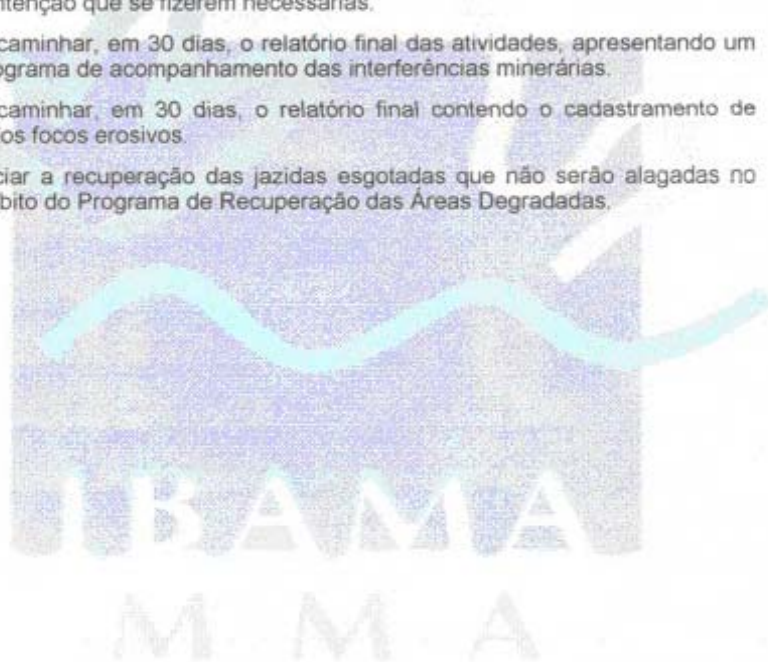 ntenção que se fizerem necessárias.
caminhar, em 30 dias, o relatório final das atividades, apresentando um
ograma de acompanhamento das interferências minerárias.
caminhar, em 30 dias, o relatório final contendo o cadastramento de
os focos erosivos.
ciar a recuperação das jazidas esgotadas que não serão alagadas no
bito do Programa de Recuperação das Áreas Degradadas.
IBAMA
M M A